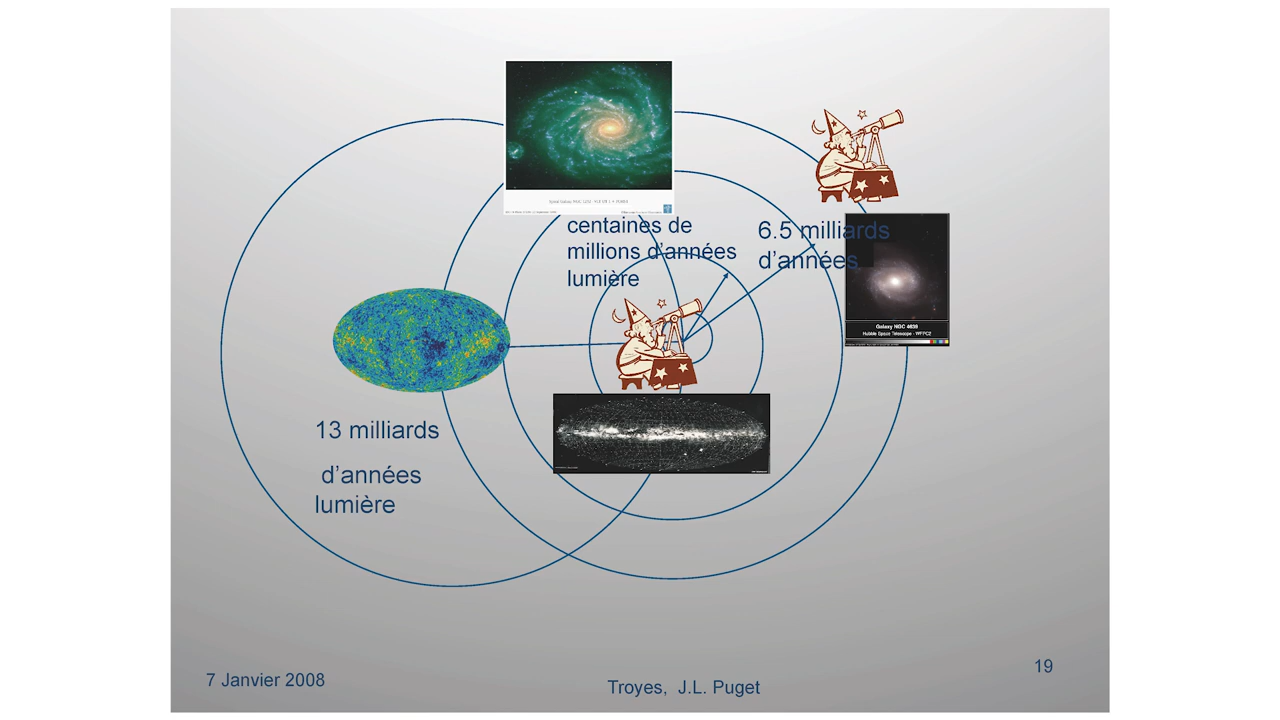 centaines de
millions d’années
lumière
6.5 milliards
d’années
Galaxy NGC 4639
Hubble Space Telescope - WFPC2
13 milliards
d’années
lumière
7 Janvier 2008
Troyes, J.L. Puget
19